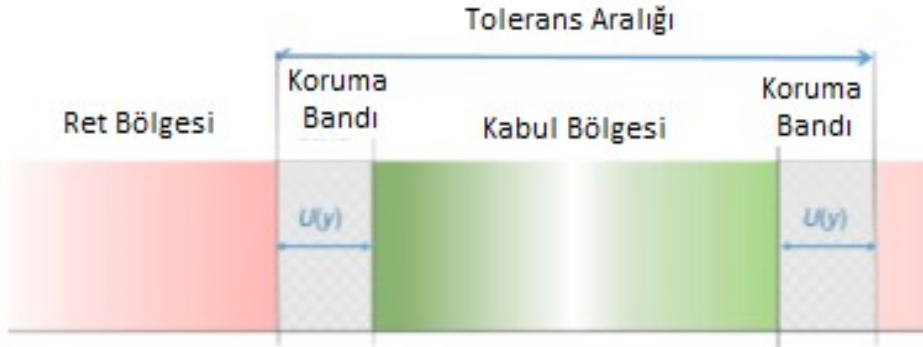 Tolerans Aralığı
Koruma
Bandı
Koruma
Bandı
Ret Bölgesi
Kabul Bölgesi
U(y)
U(y)